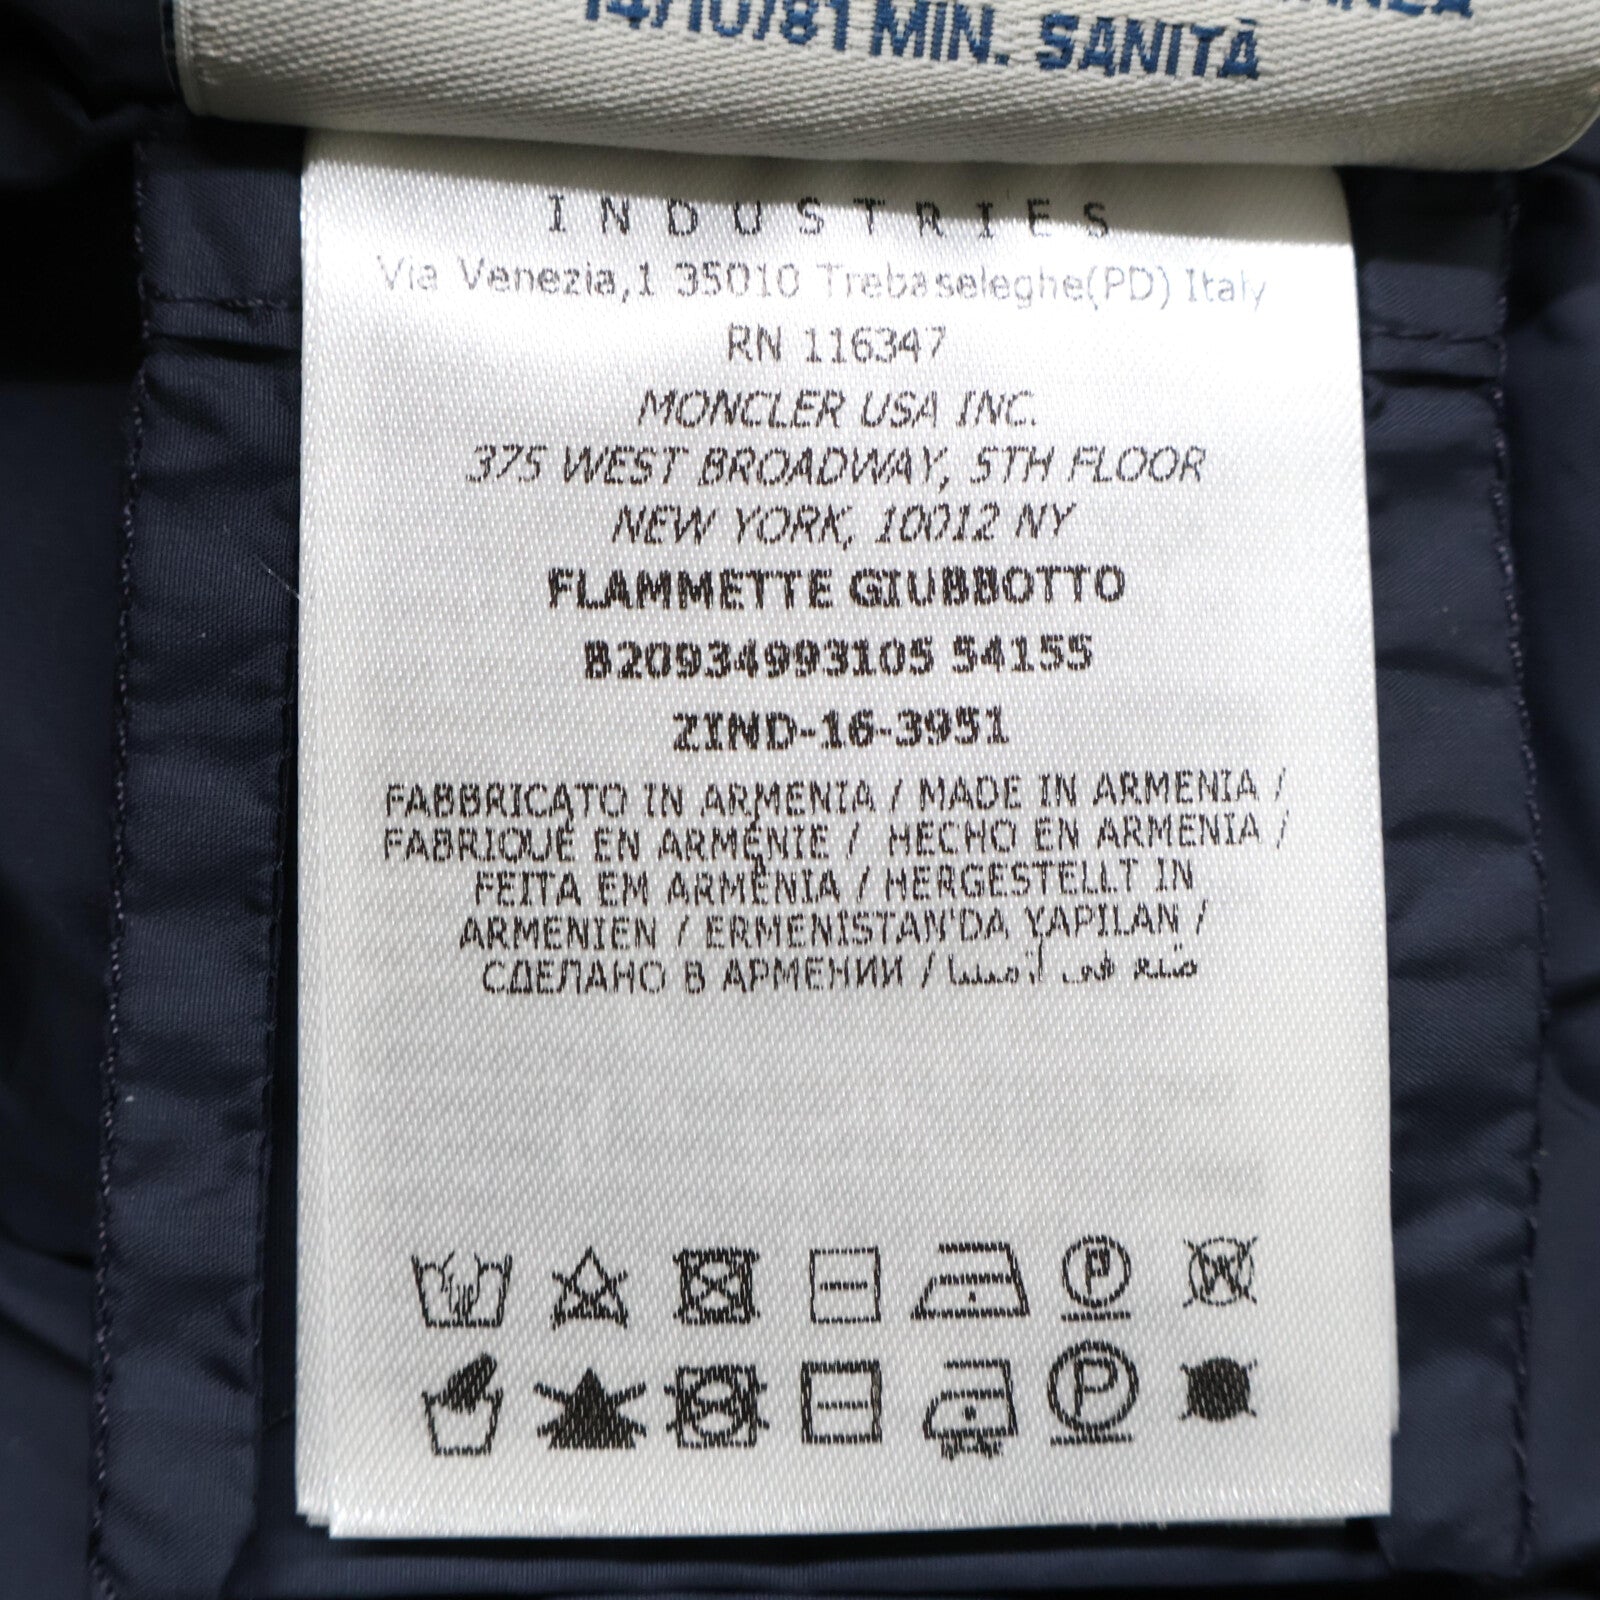 14/10/81 MIN. SANITÀ
INDUSTRIES
Via Venezia,1 35010 Trebaseleghe(PD) Italy
RN 116347
MONCLER USA INC.
375 WEST BROADWAY, 5TH FLOOR
NEW YORK, 10012 NY
FLAMMETTE GIUBBOTTO
B20934993105 54155
ZIND-16-3951
FABBRICATO IN ARMENIA / MADE IN ARMENIA /
FABRIQUÉ EN ARMÉNIE / HECHO EN ARMENIA /
FEITA EM ARMÊNIA / HERGESTELLT IN
ARMENIEN / ERMENISTAN'DA YAPILAN /
СДЕЛАНО В АРМЕНИИ / صنع في أرمينيا
P W
P